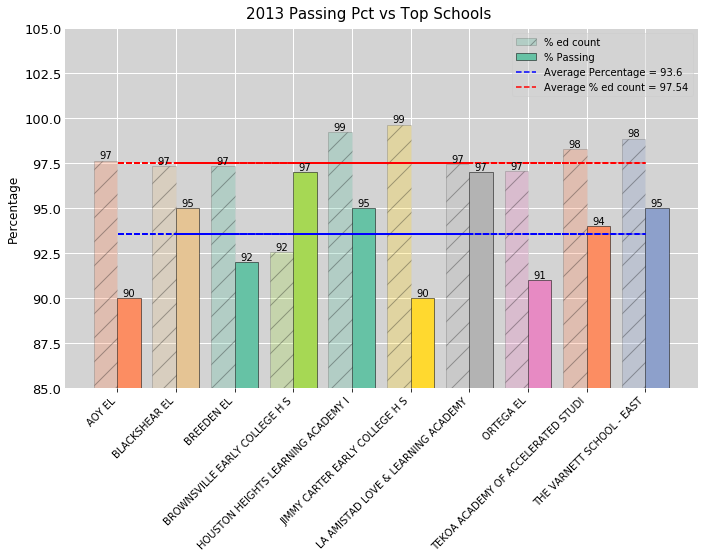 2013 Passing Pct vs Top Schools
% ed count
% Passing
Average Percentage = 93.6
Average % ed count = 97.54
Percentage
105.0
102.5
100.0
97.5
95.0
92.5
90.0
87.5
85.0
97
90
97
95
97
92
92
97
99
95
99
90
97
97
97
91
98
94
98
95
AOY EL
BLACKSHEAR EL
BREEDEN EL
BROWNSVILLE EARLY COLLEGE H S
HOUSTON HEIGHTS LEARNING ACADEMY I
JIMMY CARTER EARLY COLLEGE H S
LA AMISTAD LOVE & LEARNING ACADEMY
ORTEGA EL
TEKOA ACADEMY OF ACCELERATED STUDI
THE VARNETT SCHOOL - EAST